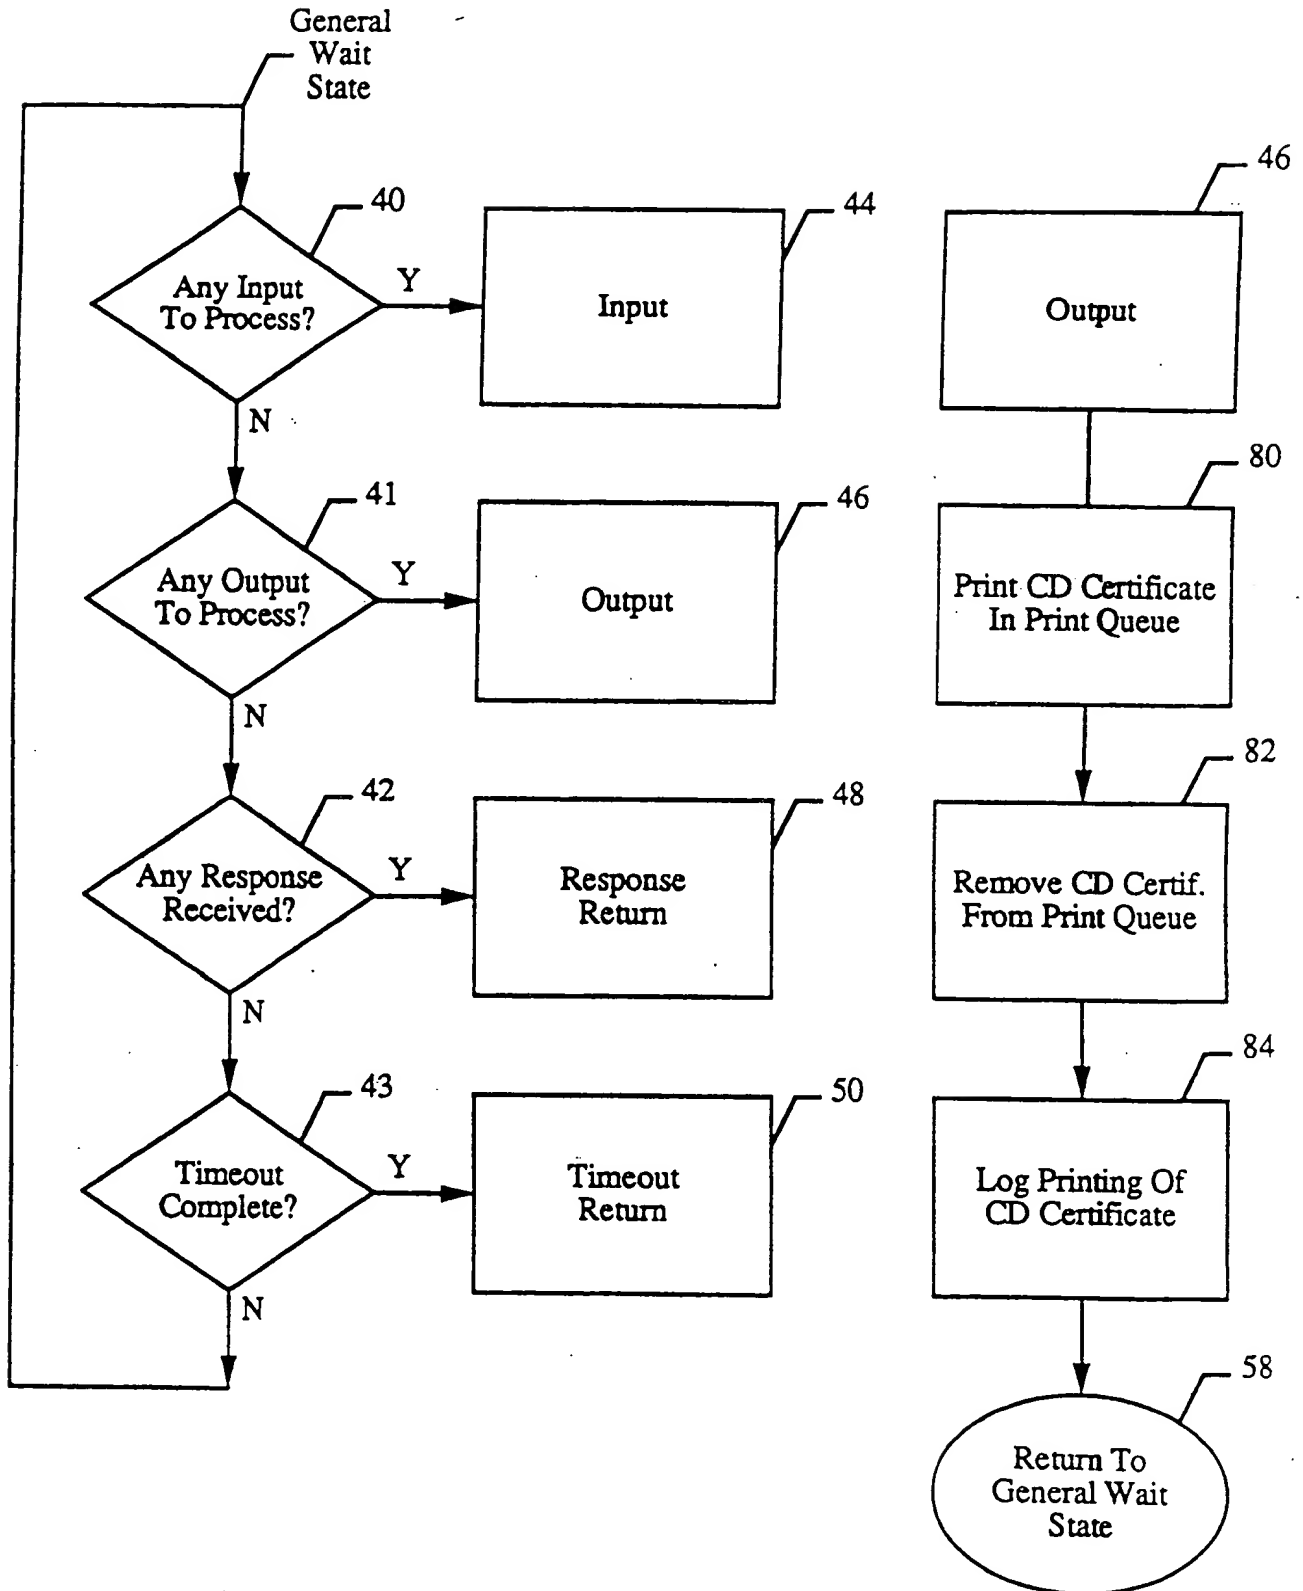 General
Wait
State
40
Any Input
To Process?
Y
N
44
Input
41
Any Output
To Process?
Y
N
46
Output
42
Any Response
Received?
Y
N
48
Response
Return
43
Timeout
Complete?
Y
N
50
Timeout
Return
46
Output
80
Print CD Certificate
In Print Queue
82
Remove CD Certif.
From Print Queue
84
Log Printing Of
CD Certificate
58
Return To
General Wait
State